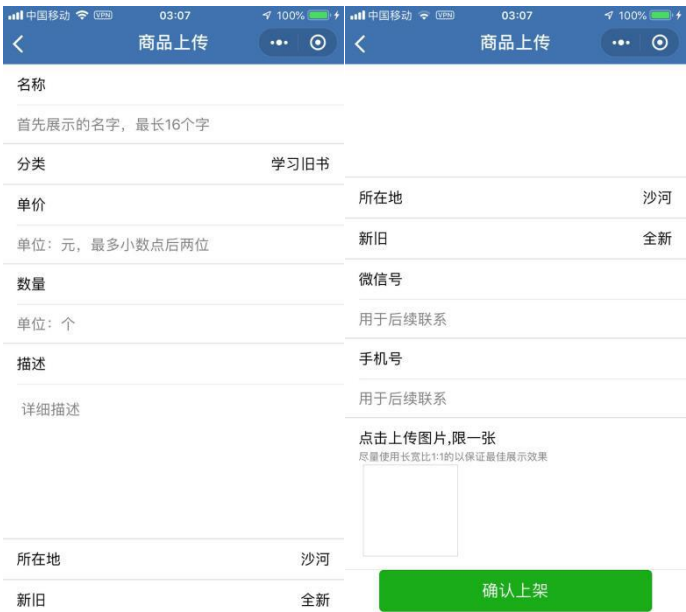 中国移动 VPN 03:07 100%
商品上传
名称
首先展示的名字，最长16个字
分类 学习旧书
单价
单位：元，最多小数点后两位
数量
单位：个
描述
详细描述
所在地 沙河
新旧 全新
中国移动 VPN 03:07 100%
商品上传
所在地 沙河
新旧 全新
微信号
用于后续联系
手机号
用于后续联系
点击上传图片,限一张
尽量使用长宽比1:1的以保证最佳展示效果
确认上架